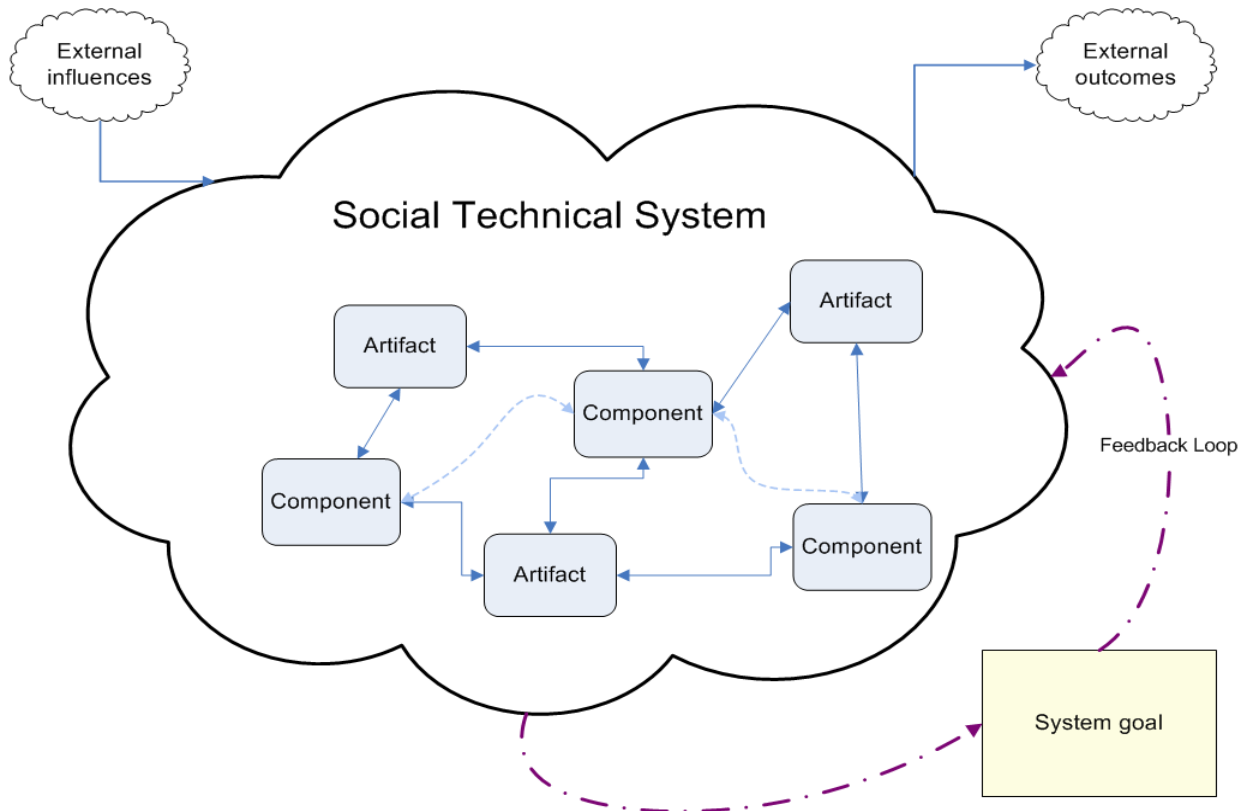 External
influences
External
outcomes
Social Technical System
Artifact
Artifact
Component
Feedback Loop
Component
Artifact
Component
System goal